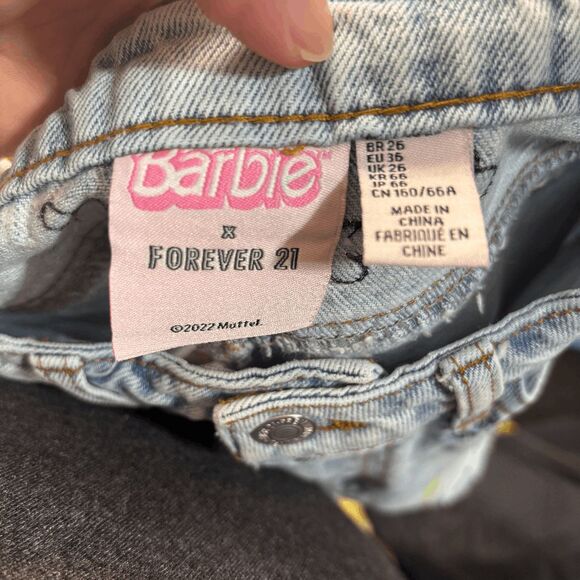 Barbie™
x
FOREVER 21
©2022 Mattel.
BR 26
EU 36
UK 26
KR 66
JP 66
CN 160/66A
MADE IN
CHINA
FABRIQUÉ EN
CHINE